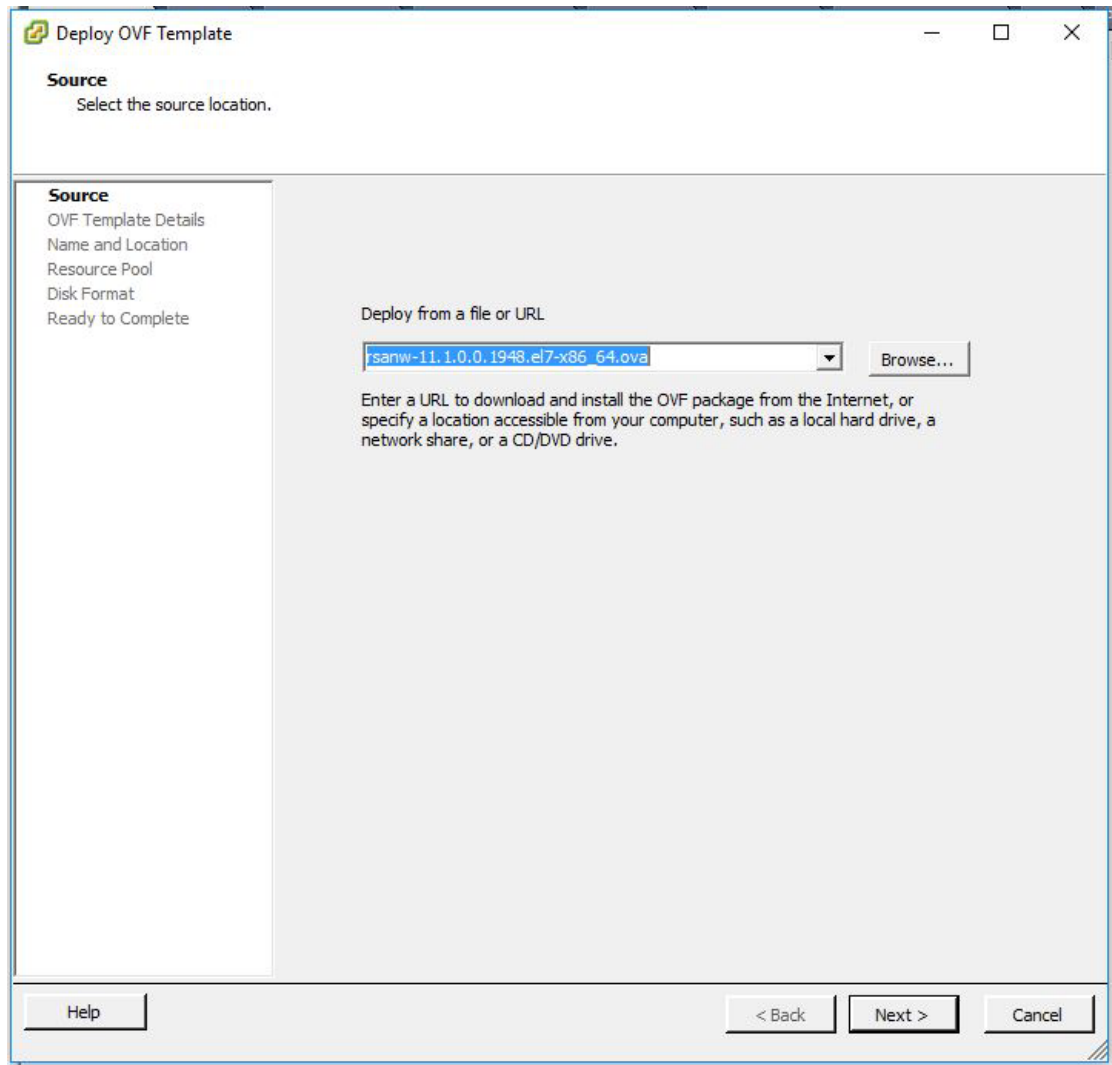 Deploy OVF Template
Source
Select the source location.
Source
OVF Template Details
Name and Location
Resource Pool
Disk Format
Ready to Complete
Deploy from a file or URL
rsanw-11.1.0.0.1948.el7-x86_64.ova
Browse...
Enter a URL to download and install the OVF package from the Internet, or
specify a location accessible from your computer, such as a local hard drive, a
network share, or a CD/DVD drive.
Help
< Back
Next >
Cancel